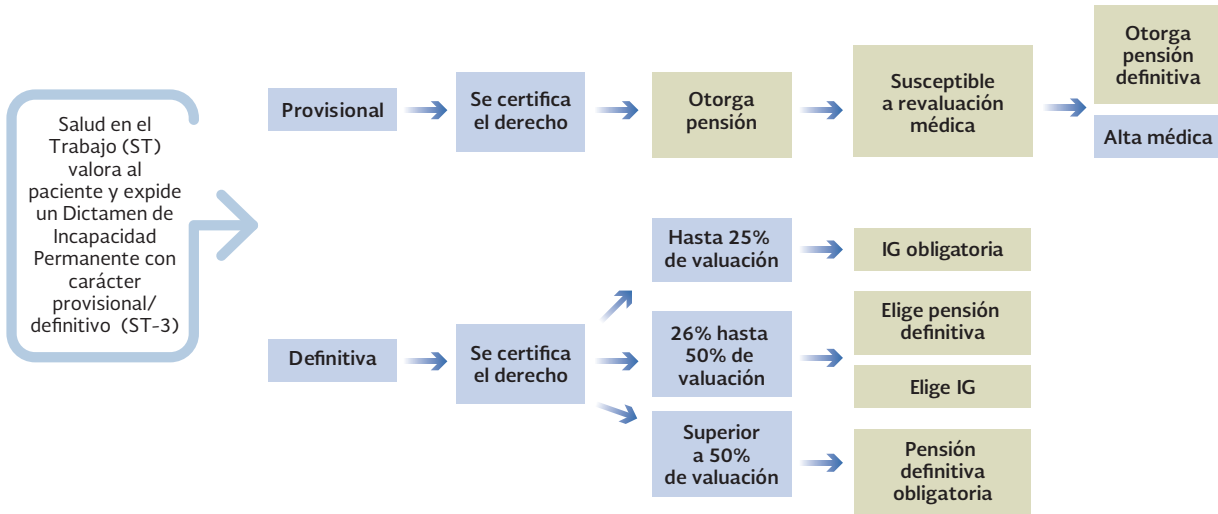 Salud en el
Trabajo (ST)
valora al
paciente y expide
un Dictamen de
Incapacidad
Permanente con
carácter
provisional/
definitivo (ST-3)
Provisional
Se certifica
el derecho
Otorga
pensión
Susceptible
a revaluación
médica
Otorga
pensión
definitiva
Alta médica
Definitiva
Se certifica
el derecho
Hasta 25%
de valuación
IG obligatoria
26% hasta
50% de
valuación
Elige pensión
definitiva
Elige IG
Superior
a 50%
de valuación
Pensión
definitiva
obligatoria